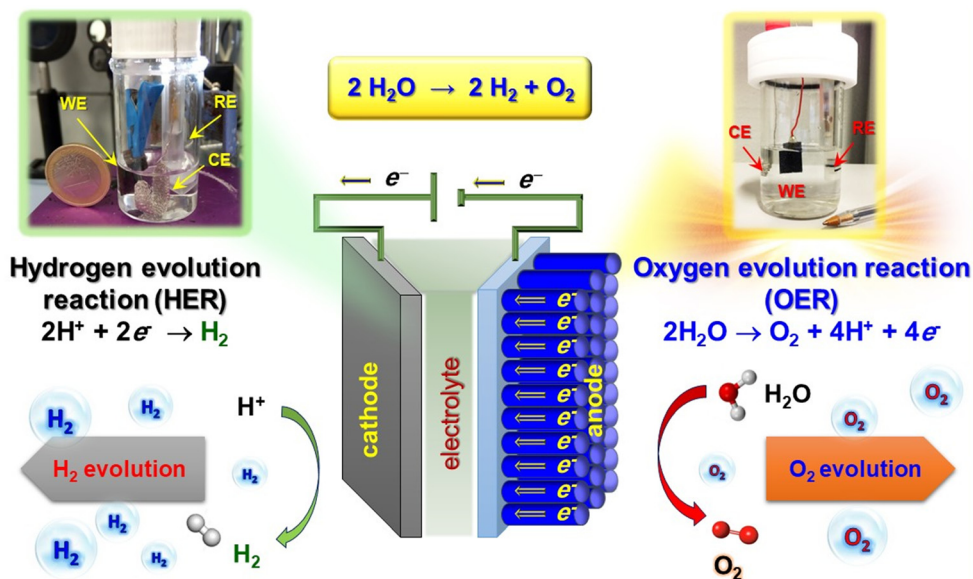 WE
RE
CE
2 H₂O → 2 H₂ + O₂
CE
RE
WE
← e⁻
← e⁻
Hydrogen evolution
reaction (HER)
2H⁺ + 2e⁻ → H₂
Oxygen evolution reaction
(OER)
2H₂O → O₂ + 4H⁺ + 4e⁻
cathode
electrolyte
anode
⇐ e⁻
⇐ e⁻
⇐ e⁻
⇐ e⁻
⇐ e⁻
⇐ e⁻
⇐ e⁻
⇐ e⁻
⇐ e⁻
⇐ e⁻
H₂
H₂
H⁺
H₂ evolution
H₂
H₂
H₂
H₂
H₂
H₂O
O₂
O₂
O₂
O₂ evolution
O₂
O₂